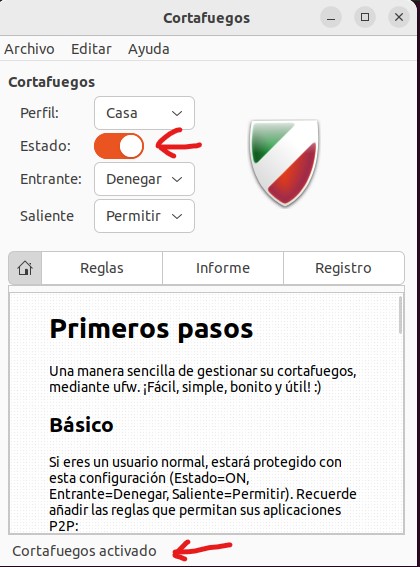 Cortafuegos
Archivo Editar Ayuda
Cortafuegos
Perfil: Casa
Estado:
Entrante: Denegar
Saliente Permitir
Reglas Informe Registro
Primeros pasos
Una manera sencilla de gestionar su cortafuegos,
mediante ufw. ¡Fácil, simple, bonito y útil! :)
Básico
Si eres un usuario normal, estará protegido con
esta configuración (Estado=ON,
Entrante=Denegar, Saliente=Permitir). Recuerde
añadir las reglas que permitan sus aplicaciones
P2P:
Cortafuegos activado